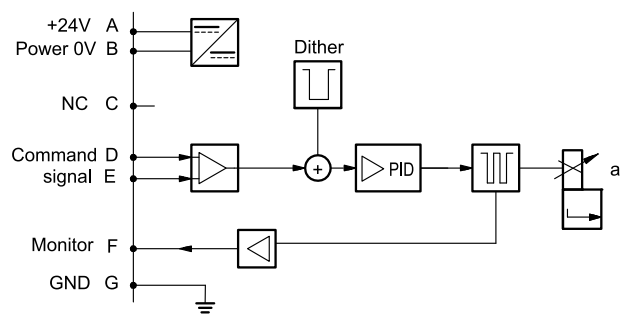 +24V A
Power 0V B
Dither
NC C
Command D
signal E
+
PID
a
Monitor F
GND G